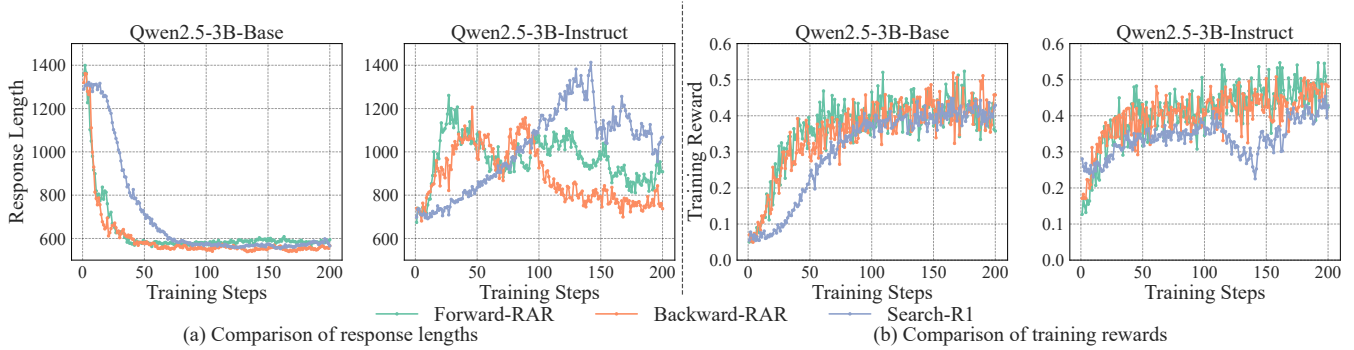 Qwen2.5-3B-Base
Qwen2.5-3B-Instruct
Qwen2.5-3B-Base
Qwen2.5-3B-Instruct
Response Length
1400
1200
1000
800
600
0 50 100 150 200
Training Steps
1400
1200
1000
800
600
0 50 100 150 200
Training Steps
Training Reward
0.6
0.5
0.4
0.3
0.2
0.1
0.0
0 50 100 150 200
Training Steps
0.6
0.5
0.4
0.3
0.2
0.1
0.0
0 50 100 150 200
Training Steps
Forward-RAR Backward-RAR Search-R1
(a) Comparison of response lengths
(b) Comparison of training rewards